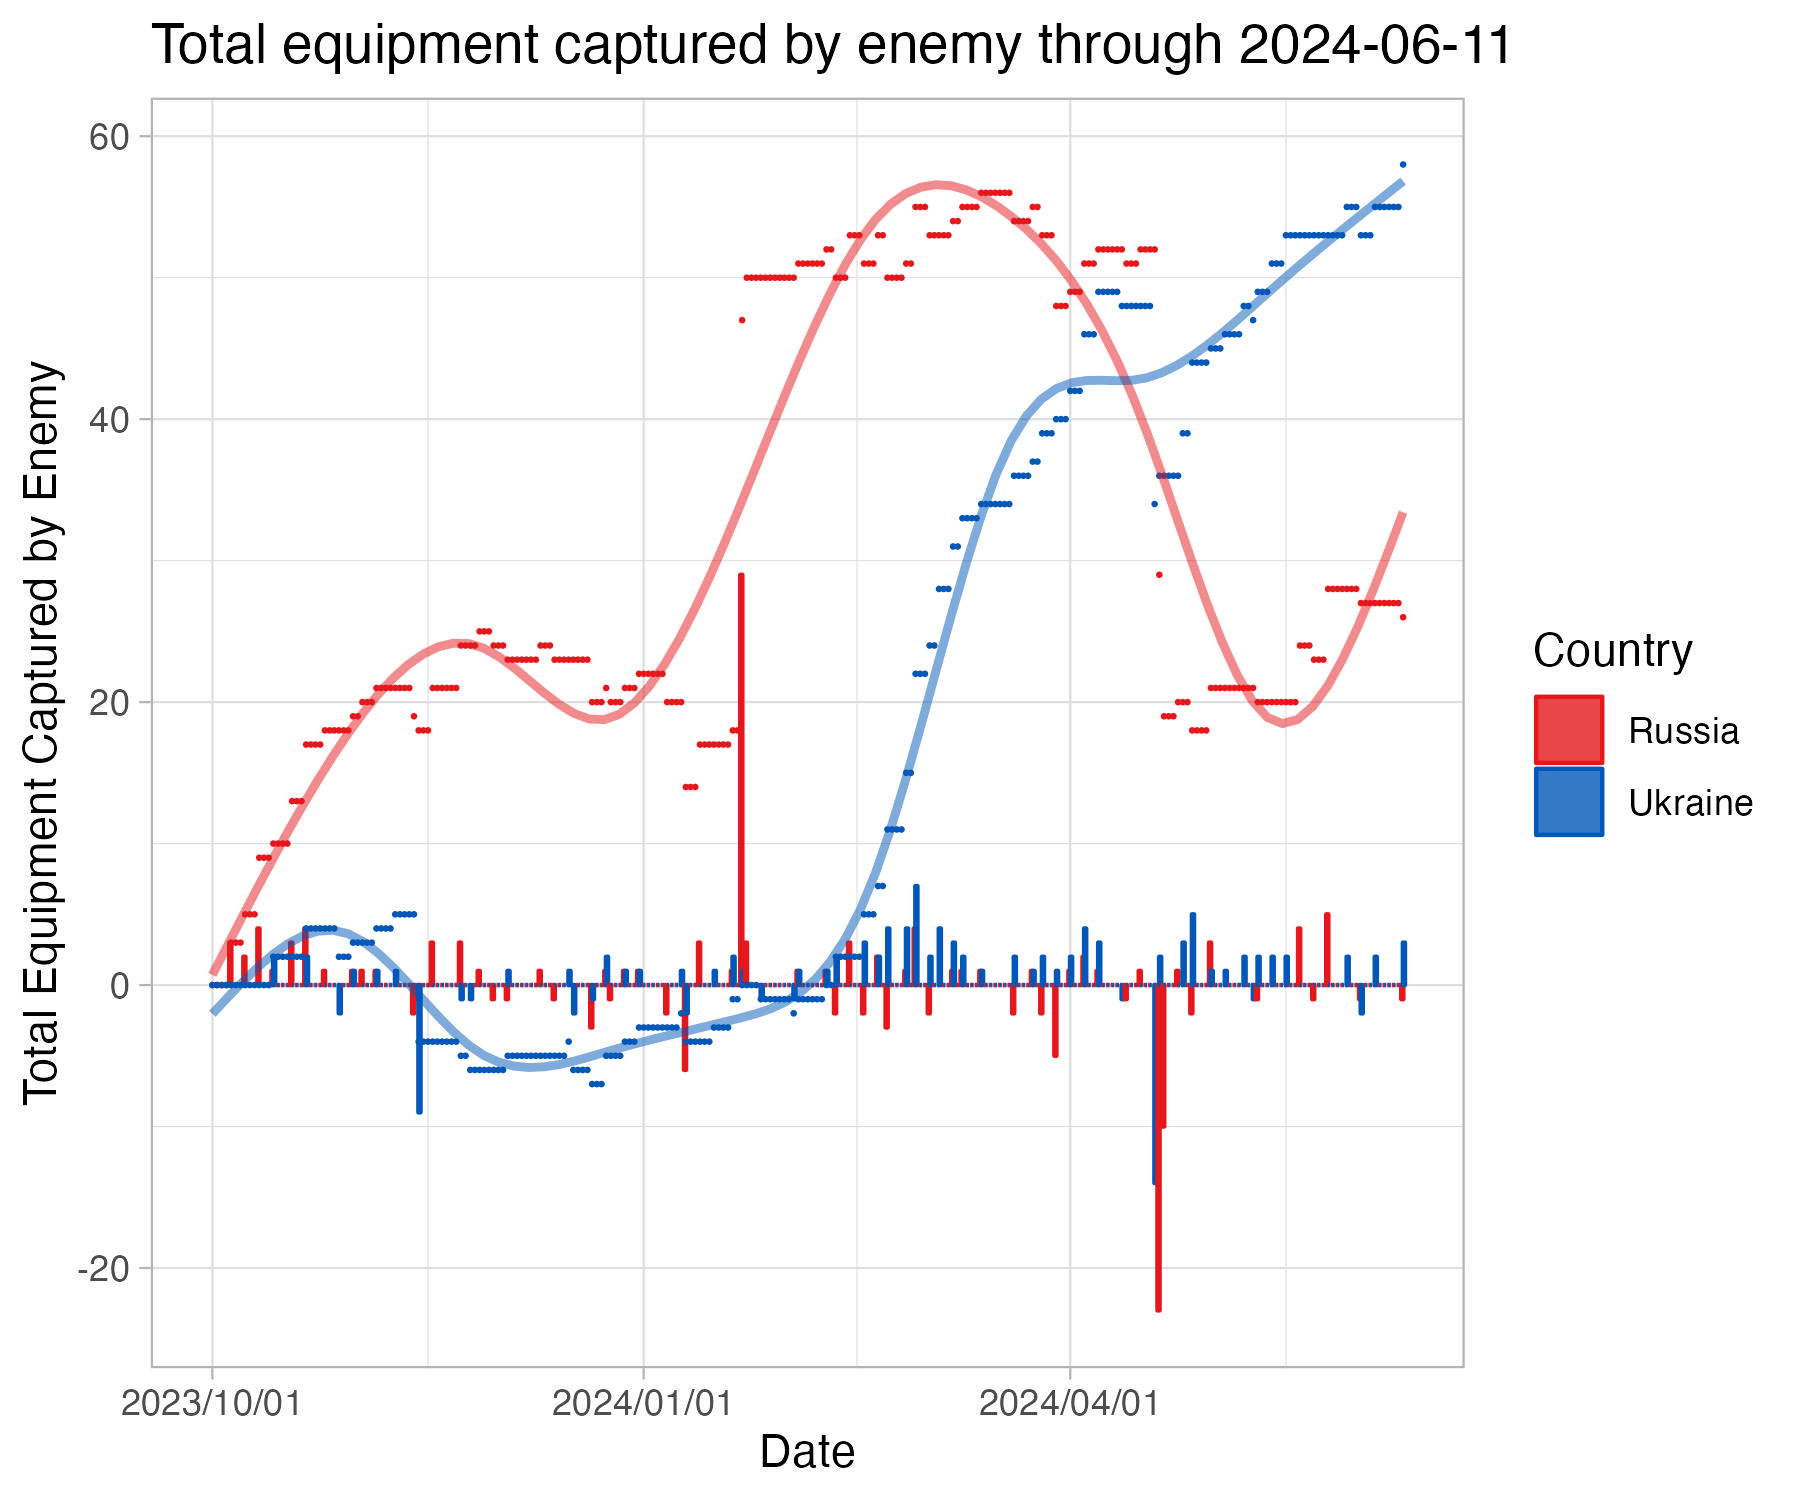 Total equipment captured by enemy through 2024-06-11
Total Equipment Captured by Enemy
60
40
20
0
-20
2023/10/01
2024/01/01
2024/04/01
Date
Country
Russia
Ukraine